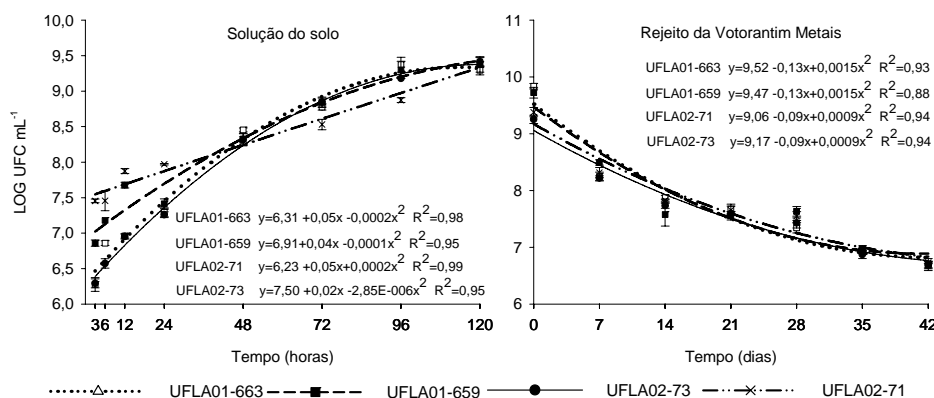 Solução do solo
LOG UFC mL⁻¹
10,0
9,5
9,0
8,5
8,0
7,5
7,0
6,5
6,0
UFLA01-663 y=6,31 +0,05x -0,0002x² R²=0,98
UFLA01-659 y=6,91+0,04x -0,0001x² R²=0,95
UFLA02-71 y=6,23 +0,05x+0,0002x² R²=0,99
UFLA02-73 y=7,50 +0,02x -2,85E-006x² R²=0,95
3 6 12 24 48 72 96 120
Tempo (horas)
Rejeito da Votorantim Metais
11
10
9
8
7
6
UFLA01-663 y=9,52 -0,13x+0,0015x² R²=0,93
UFLA01-659 y=9,47 -0,13x+0,0015x² R²=0,88
UFLA02-71 y=9,06 -0,09x+0,0009x² R²=0,94
UFLA02-73 y=9,17 -0,09x+0,0009x² R²=0,94
0 7 14 21 28 35 42
Tempo (dias)
UFLA01-663 UFLA01-659 UFLA02-73 UFLA02-71